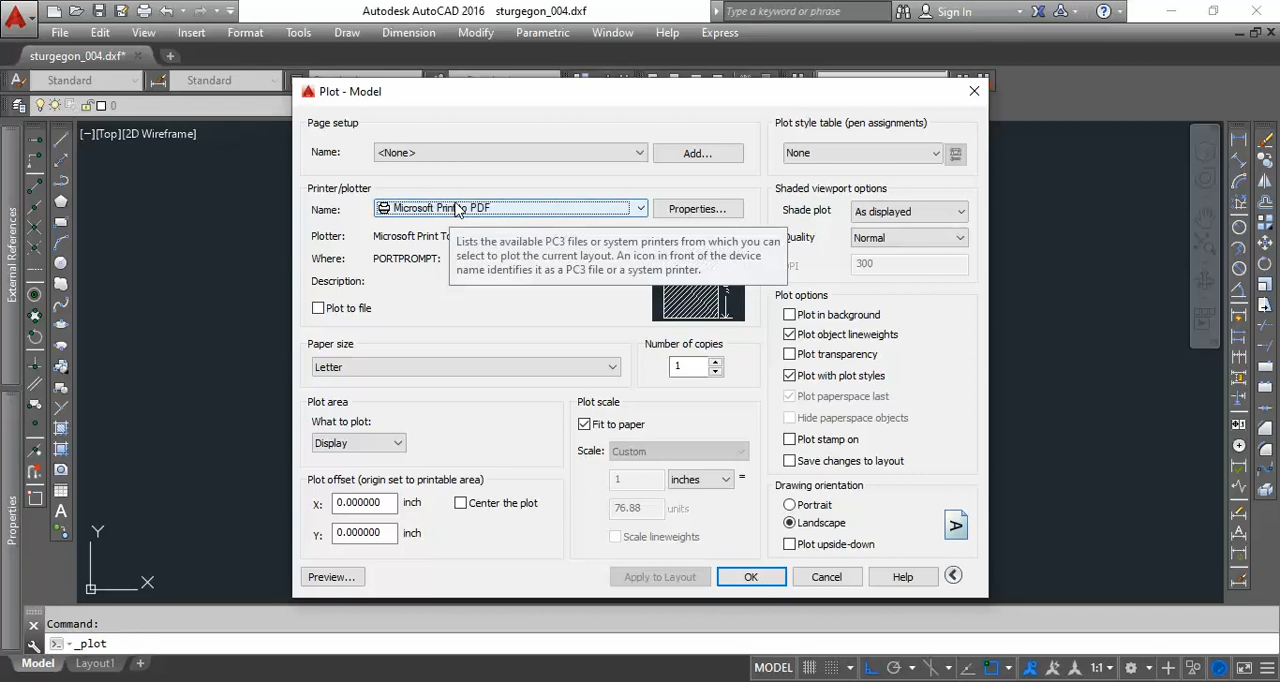 Autodesk AutoCAD 2016 sturgegon_004.dxf
Type a keyword or phrase
Sign In
File Edit View Insert Format Tools Draw Dimension Modify Parametric Window Help Express
sturgegon_004.dxf*
Standard
Standard
0
[−][Top][2D Wireframe]
External References
Properties
Plot - Model
Page setup
Name:
<None>
Add...
Printer/plotter
Name:
Microsoft Print to PDF
Properties...
Plotter: Microsoft Print To
Where: PORTPROMPT:
Description:
Plot to file
Lists the available PC3 files or system printers from which you can
select to plot the current layout. An icon in front of the device
name identifies it as a PC3 file or a system printer.
Paper size
Letter
Number of copies
1
Plot area
What to plot:
Display
Plot offset (origin set to printable area)
X: 0.000000 inch
Center the plot
Y: 0.000000 inch
Plot scale
Fit to paper
Scale: Custom
1 inches =
76.88 units
Scale lineweights
Plot style table (pen assignments)
None
Shaded viewport options
Shade plot As displayed
Quality Normal
300
Plot options
Plot in background
Plot object lineweights
Plot transparency
Plot with plot styles
Plot paperspace last
Hide paperspace objects
Plot stamp on
Save changes to layout
Drawing orientation
Portrait
Landscape
Plot upside-down
A
Preview...
Apply to Layout
OK
Cancel
Help
Y
X
Command:
_plot
Model Layout1 +
MODEL
1:1